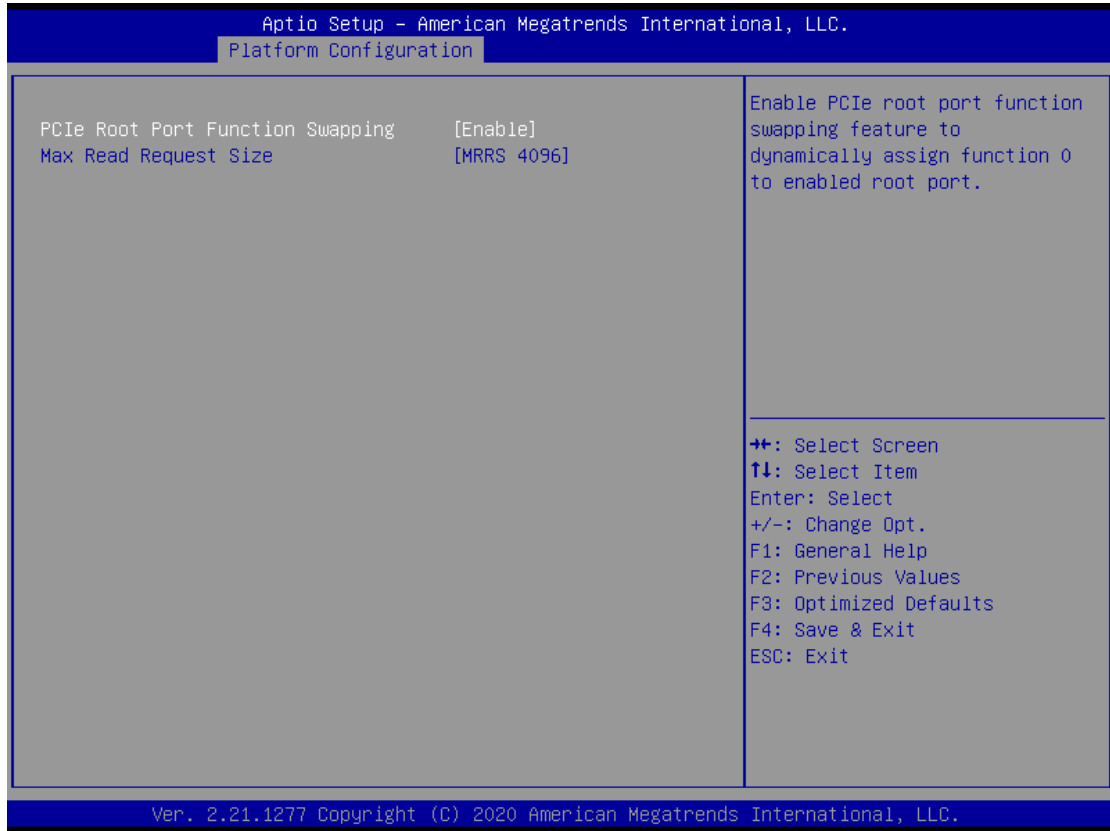 Aptio Setup – American Megatrends International, LLC.
Platform Configuration
PCIe Root Port Function Swapping [Enable]
Max Read Request Size [MRRS 4096]
Enable PCIe root port function
swapping feature to
dynamically assign function 0
to enabled root port.
→←: Select Screen
↑↓: Select Item
Enter: Select
+/-: Change Opt.
F1: General Help
F2: Previous Values
F3: Optimized Defaults
F4: Save & Exit
ESC: Exit
Ver. 2.21.1277 Copyright (C) 2020 American Megatrends International, LLC.